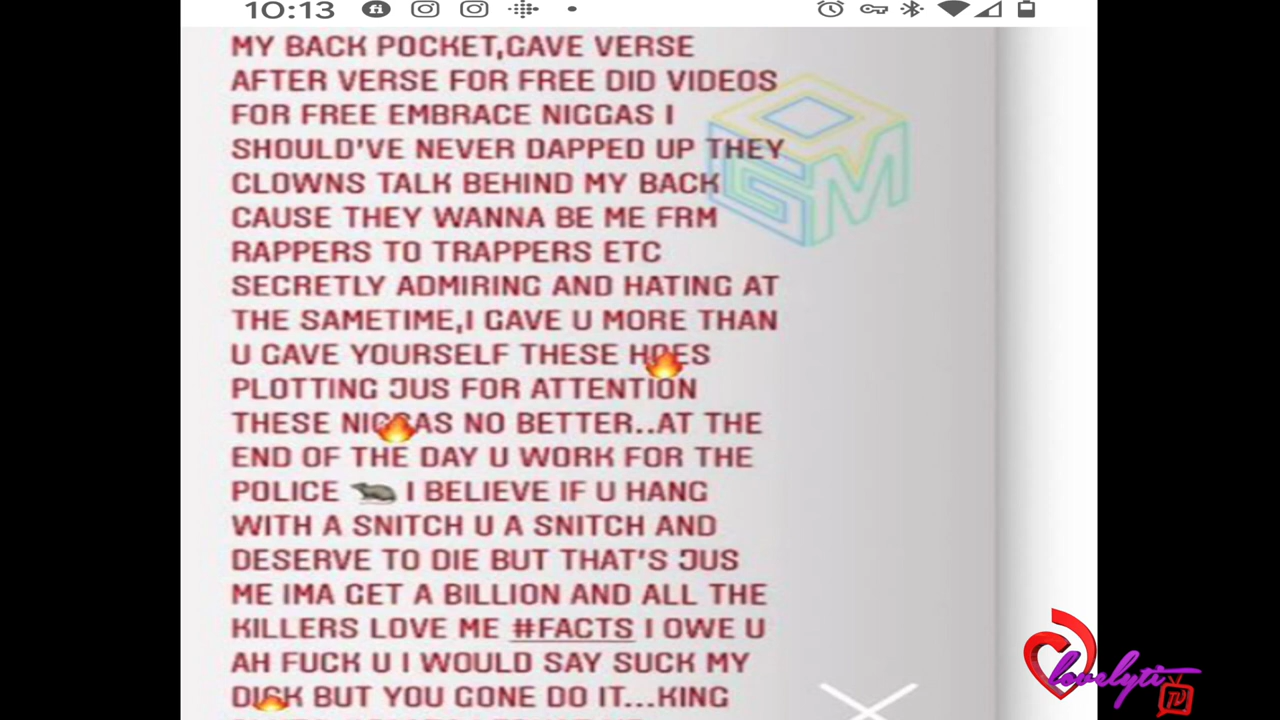 10:13
MY BACK POCKET,GAVE VERSE
AFTER VERSE FOR FREE DID VIDEOS
FOR FREE EMBRACE NIGGAS I
SHOULD'VE NEVER DAPPED UP THEY
CLOWNS TALK BEHIND MY BACK
CAUSE THEY WANNA BE ME FRM
RAPPERS TO TRAPPERS ETC
SECRETLY ADMIRING AND HATING AT
THE SAMETIME,I GAVE U MORE THAN
U GAVE YOURSELF THESE HOES
PLOTTING JUS FOR ATTENTION
THESE NIGGAS NO BETTER..AT THE
END OF THE DAY U WORK FOR THE
POLICE 🐀 I BELIEVE IF U HANG
WITH A SNITCH U A SNITCH AND
DESERVE TO DIE BUT THAT'S JUS
ME IMA GET A BILLION AND ALL THE
KILLERS LOVE ME #FACTS I OWE U
AH FUCK U I WOULD SAY SUCK MY
DICK BUT YOU GONE DO IT...KING
GM
lovelyti
TV